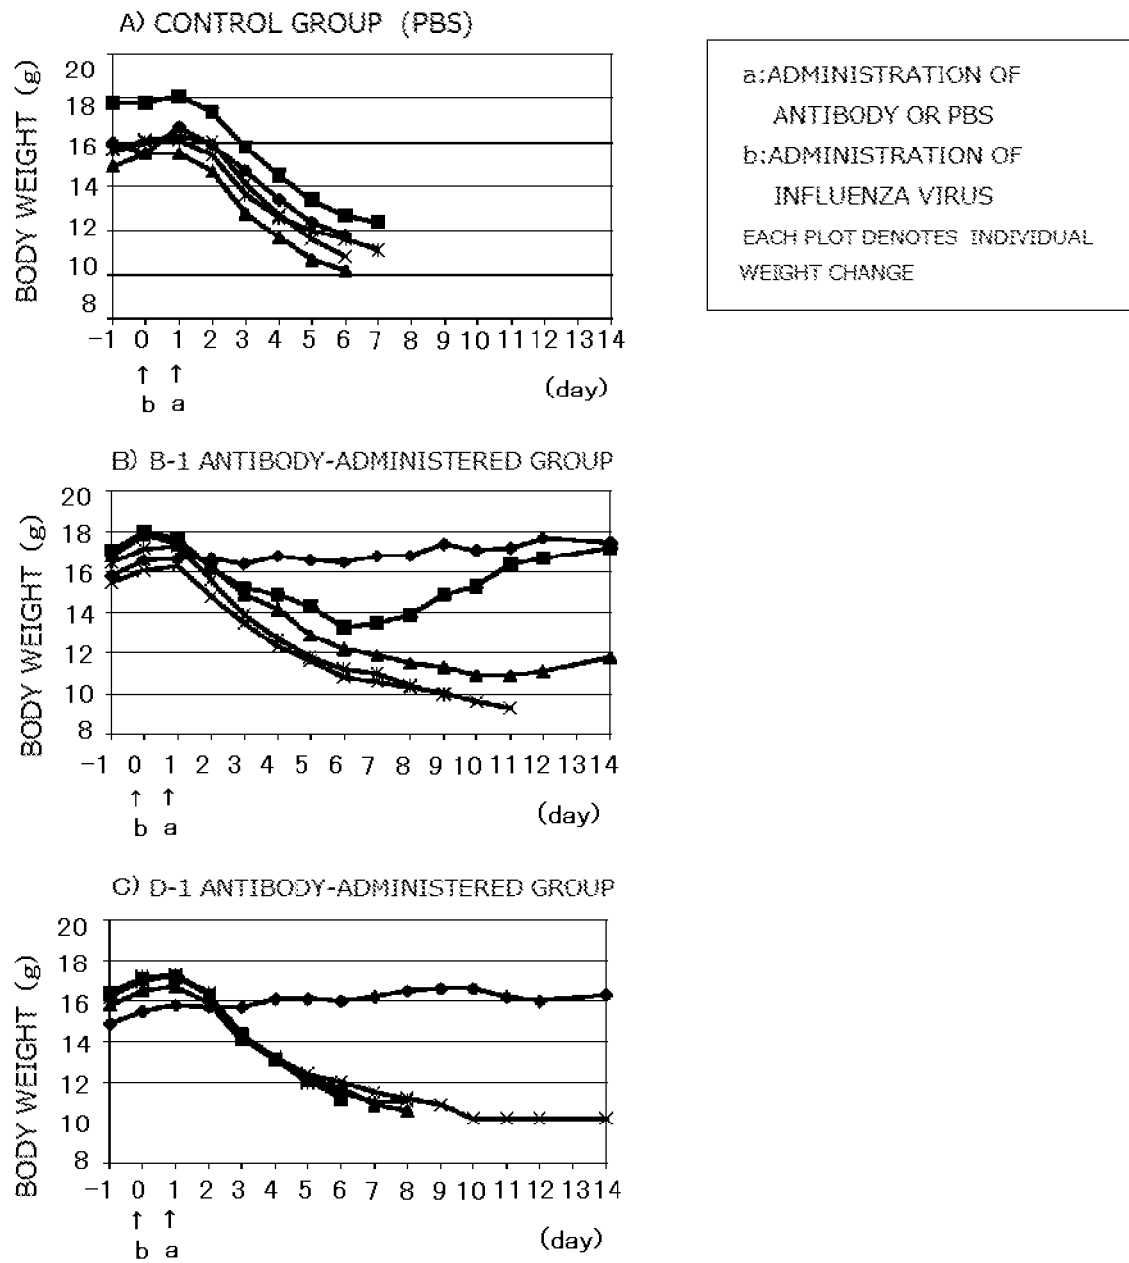 A) CONTROL GROUP (PBS)
BODY WEIGHT (g)
20
18
16
14
12
10
8
-1 0 1 2 3 4 5 6 7 8 9 10 11 12 13 14
↑ ↑
b a
(day)
a:ADMINISTRATION OF
ANTIBODY OR PBS
b:ADMINISTRATION OF
INFLUENZA VIRUS
EACH PLOT DENOTES INDIVIDUAL
WEIGHT CHANGE
B) B-1 ANTIBODY-ADMINISTERED GROUP
BODY WEIGHT (g)
20
18
16
14
12
10
8
-1 0 1 2 3 4 5 6 7 8 9 10 11 12 14
↑ ↑
b a
(day)
C) D-1 ANTIBODY-ADMINISTERED GROUP
BODY WEIGHT (g)
20
18
16
14
12
10
8
-1 0 1 2 3 4 5 6 7 8 9 10 11 12 13 14
↑ ↑
b a
(day)